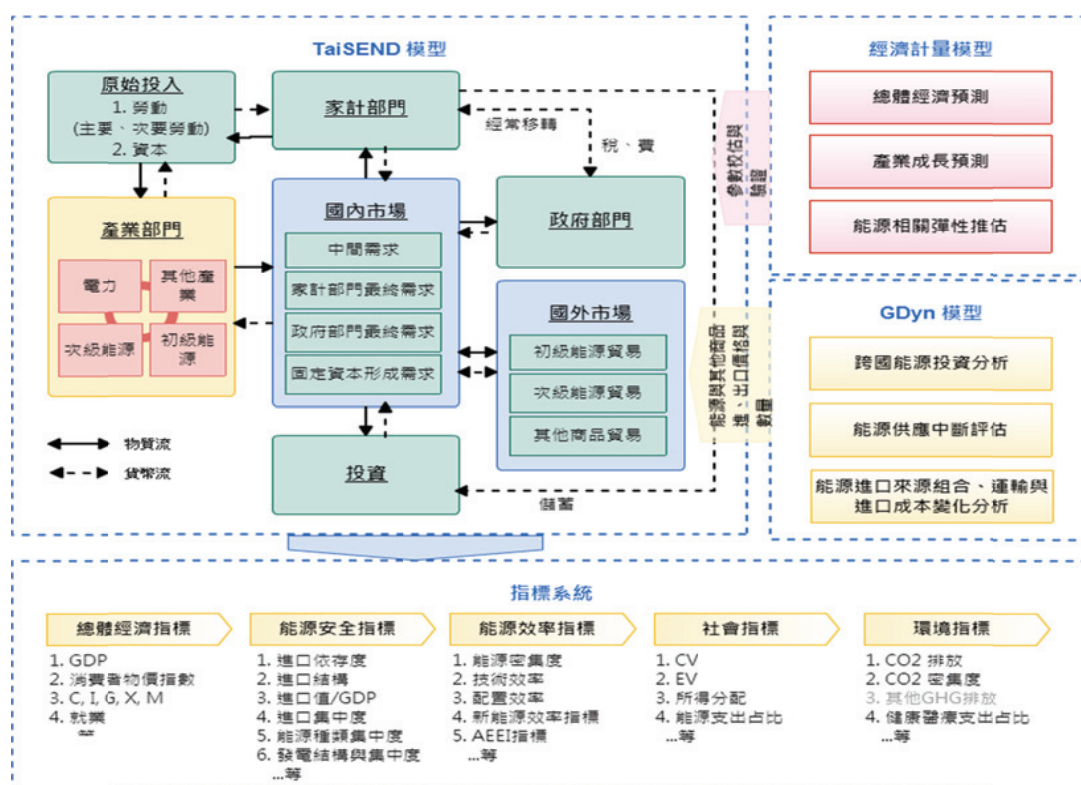 TaiSEND 模型
原始投入
1. 勞動
(主要、次要勞動)
2. 資本
家計部門
經常移轉
稅、費
產業部門
電力
其他產
業
次級能源
初級能
源
國內市場
中間需求
家計部門最終需求
政府部門最終需求
固定資本形成需求
政府部門
國外市場
初級能源貿易
次級能源貿易
其他商品貿易
物質流
貨幣流
投資
儲蓄
參數校估與
驗證
能源與其他商品
進、出口價格與
數量
經濟計量模型
總體經濟預測
產業成長預測
能源相關彈性推估
GDyn 模型
跨國能源投資分析
能源供應中斷評估
能源進口來源組合、運輸與
進口成本變化分析
指標系統
總體經濟指標
1. GDP
2. 消費者物價指數
3. C, I, G, X, M
4. 就業
...等
能源安全指標
1. 進口依存度
2. 進口結構
3. 進口值/GDP
4. 進口集中度
5. 能源種類集中度
6. 發電結構與集中度
...等
能源效率指標
1. 能源密集度
2. 技術效率
3. 配置效率
4. 新能源效率指標
5. AEEI指標
...等
社會指標
1. CV
2. EV
3. 所得分配
4. 能源支出占比
...等
環境指標
1. CO2 排放
2. CO2 密集度
3. 其他GHG排放
4. 健康醫療支出占比
...等